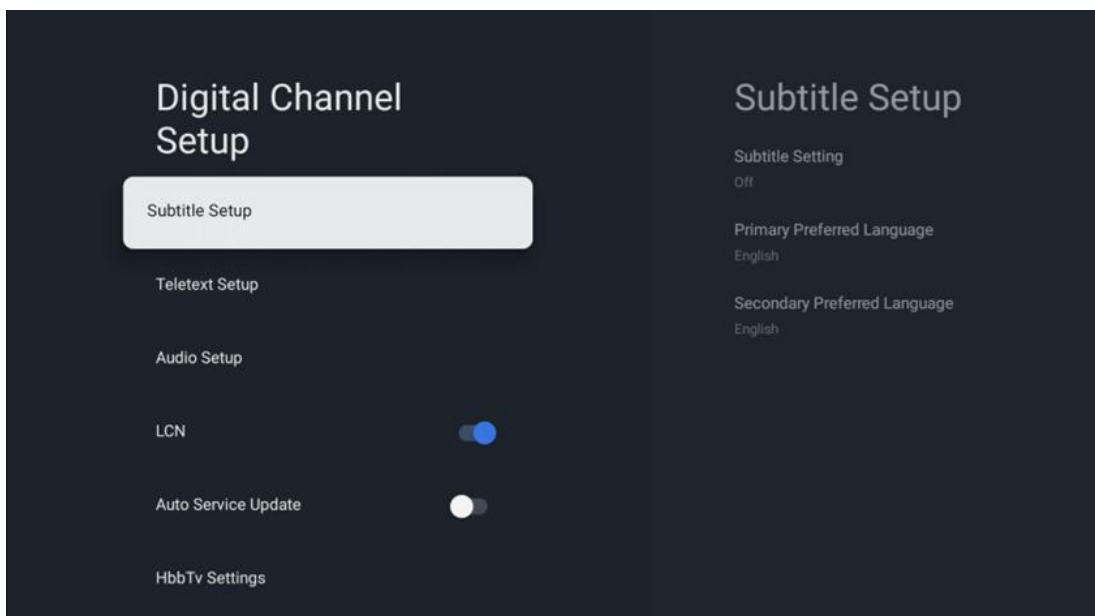 Digital Channel
Setup
Subtitle Setup
Teletext Setup
Audio Setup
LCN
Auto Service Update
HbbTv Settings
Subtitle Setup
Subtitle Setting
Off
Primary Preferred Language
English
Secondary Preferred Language
English